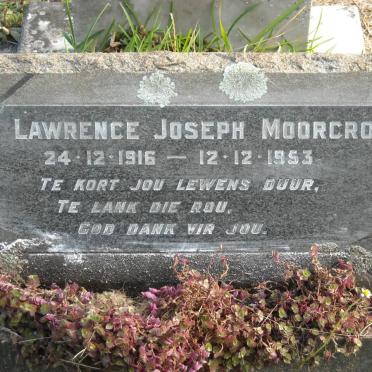 LAWRENCE JOSEPH MOORCRO
24·12·1916 — 12·12·1953
TE KORT JOU LEWENS DUUR,
TE LANK DIE ROU,
GOD DANK VIR JOU.